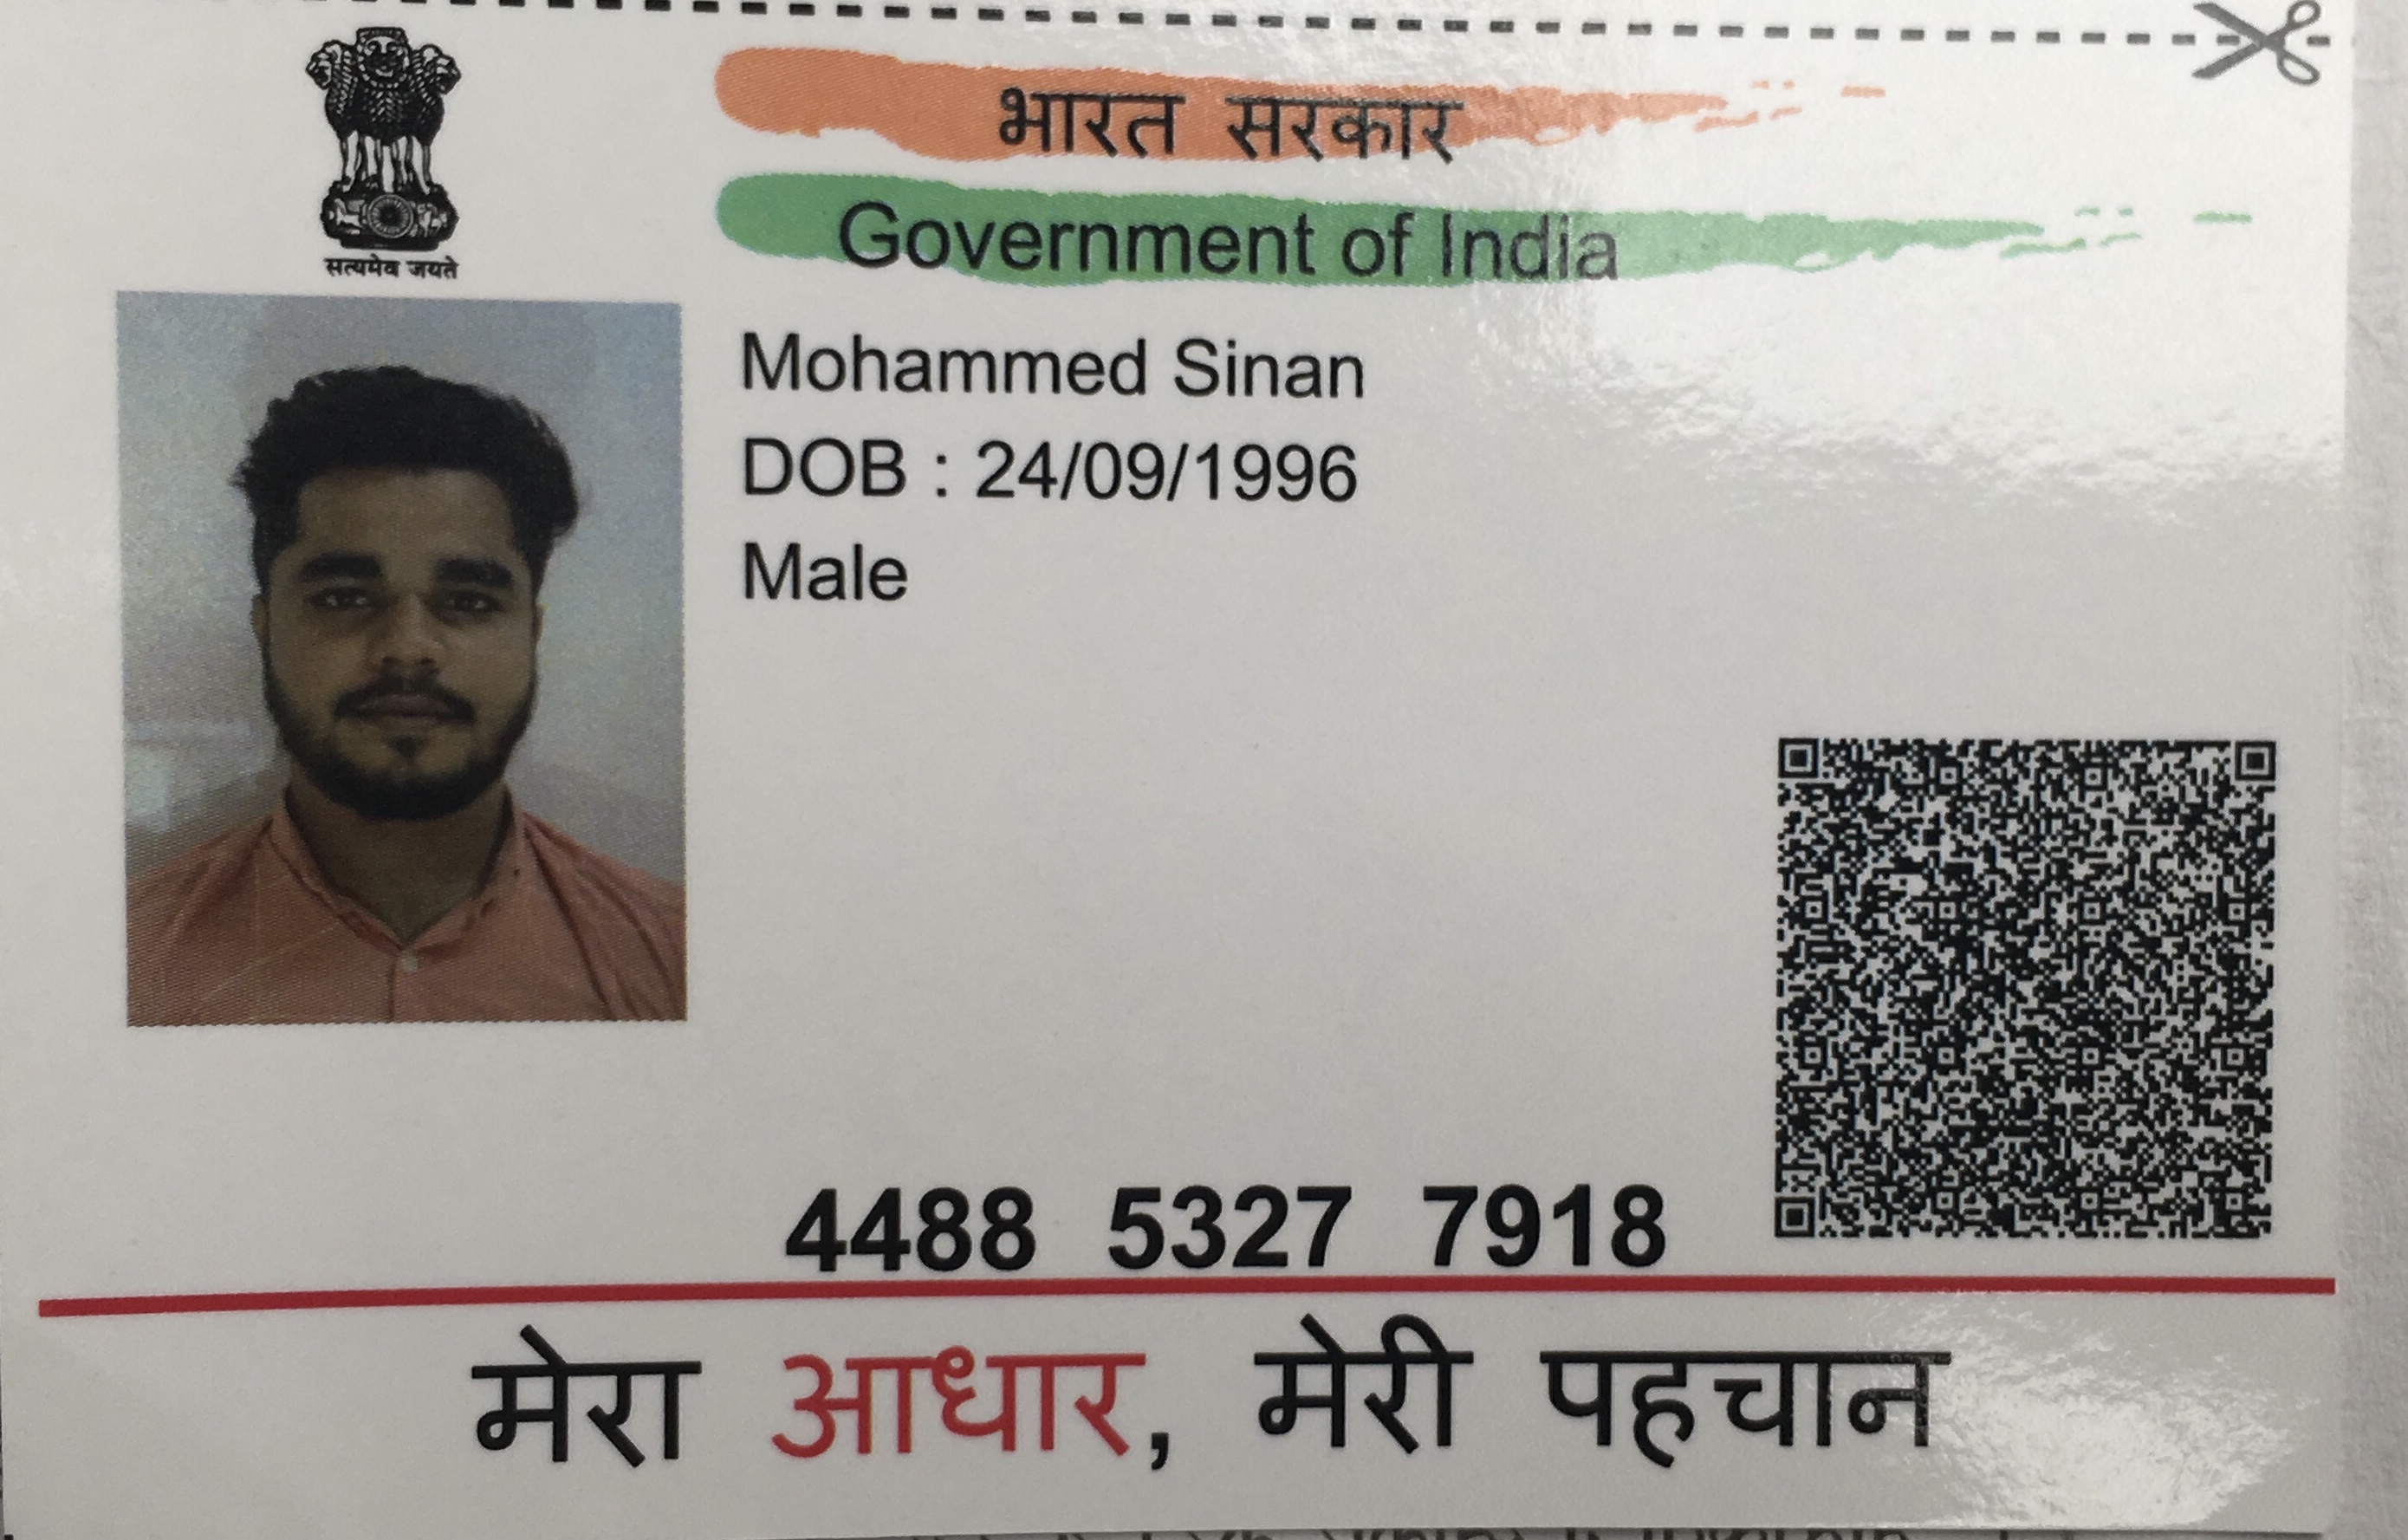 भारत सरकार
Government of India
सत्यमेव जयते
Mohammed Sinan
DOB : 24/09/1996
Male
4488 5327 7918
मेरा आधार, मेरी पहचान